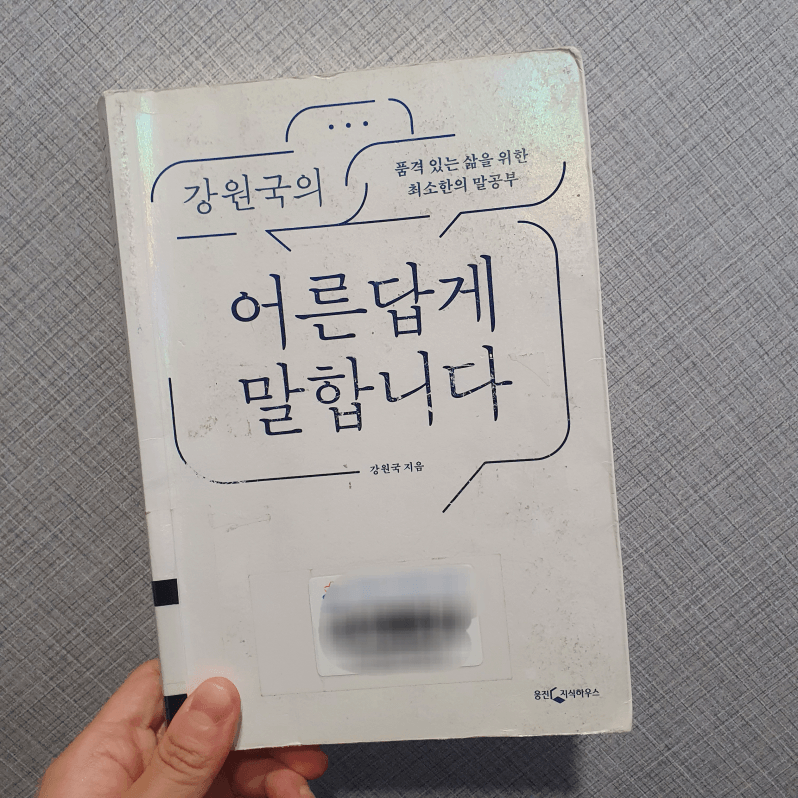 강원국의
품격 있는 삶을 위한
최소한의 말공부
어른답게
말합니다
강원국 지음
웅진 지식하우스